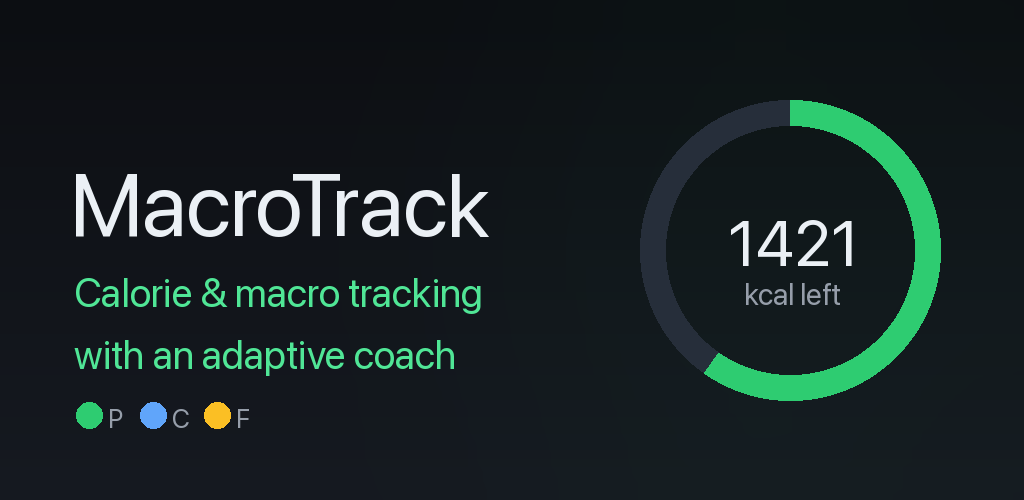 MacroTrack
Calorie & macro tracking
with an adaptive coach
P C F
1421
kcal left